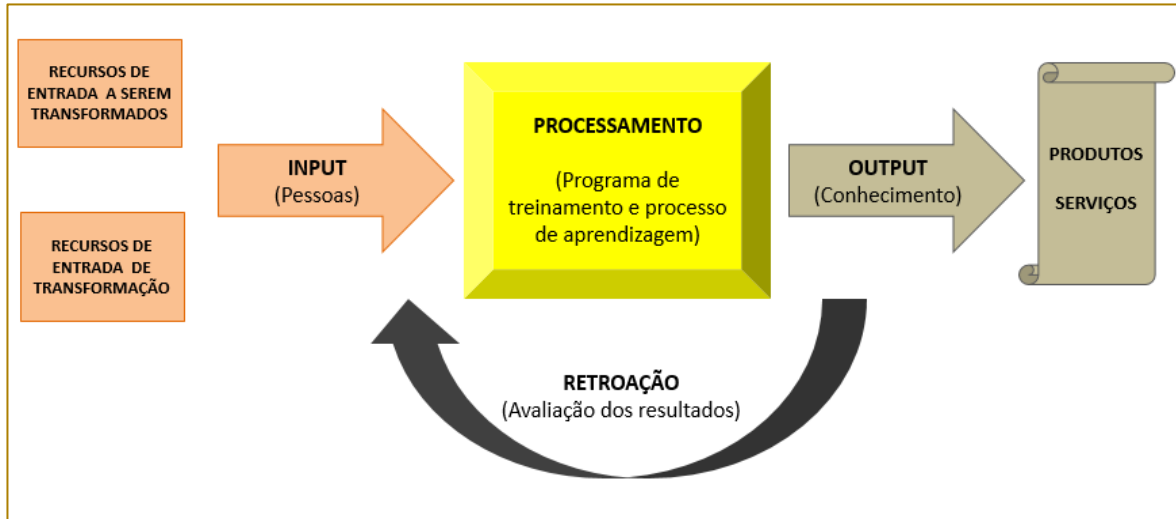 RECURSOS DE
ENTRADA A SEREM
TRANSFORMADOS
RECURSOS DE
ENTRADA DE
TRANSFORMAÇÃO
INPUT
(Pessoas)
PROCESSAMENTO
(Programa de
treinamento e processo
de aprendizagem)
OUTPUT
(Conhecimento)
PRODUTOS
SERVIÇOS
RETROAÇÃO
(Avaliação dos resultados)